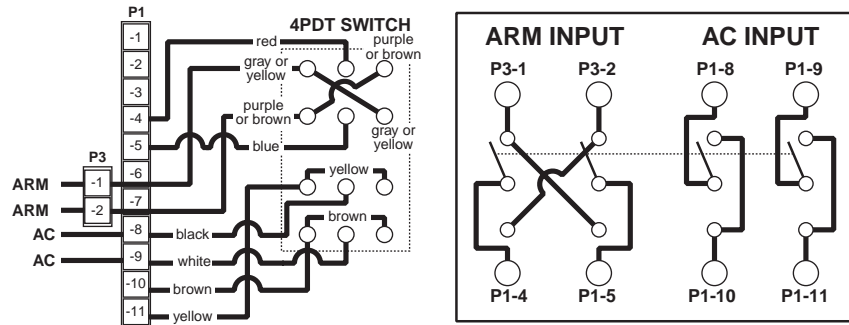 P1
4PDT SWITCH
-1
-2
-3
-4
-5
-6
-7
-8
-9
-10
-11
P3
-1
-2
ARM
ARM
AC
AC
red
purple
or brown
gray or
yellow
purple
or brown
blue
gray or
yellow
yellow
brown
black
white
brown
yellow
ARM INPUT
AC INPUT
P3-1
P3-2
P1-8
P1-9
P1-4
P1-5
P1-10
P1-11